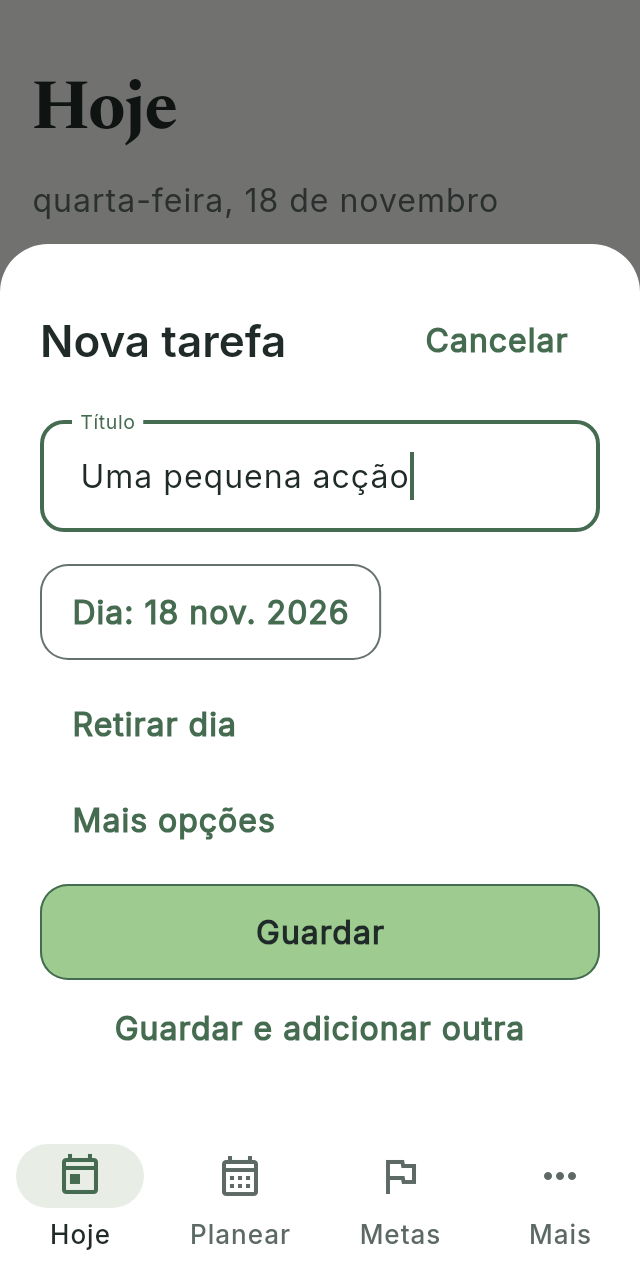 Hoje
quarta-feira, 18 de novembro
Nova tarefa
Cancelar
Título
Uma pequena acção
Dia: 18 nov. 2026
Retirar dia
Mais opções
Guardar
Guardar e adicionar outra
Hoje
Planear
Metas
Mais